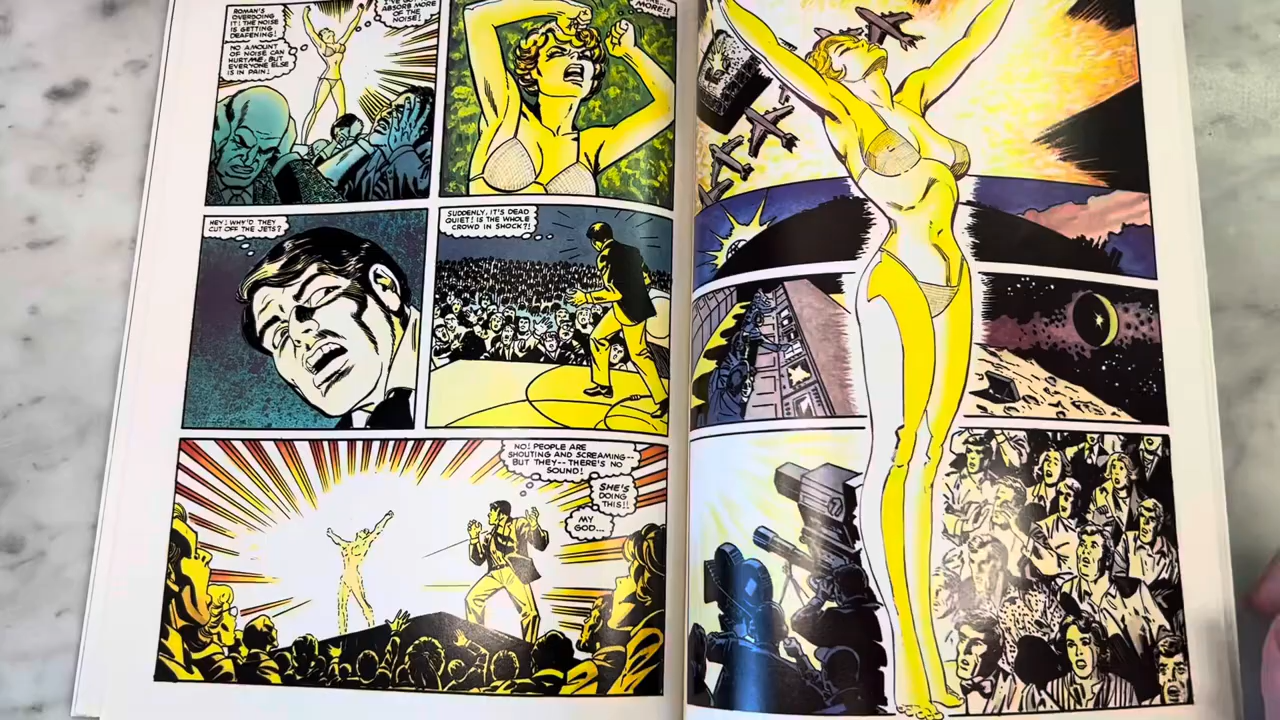 ROMAN'S
OVERDOING
IT! THE NOISE
IS GETTING
DEAFENING!
NO AMOUNT
OF NOISE CAN
HURT ME, BUT
EVERYONE ELSE
IS IN PAIN!
ABSORB MORE
OF THE
NOISE!
MORE!!
HEY! WHY'D THEY
CUT OFF THE JETS?
SUDDENLY, IT'S DEAD
QUIET! IS THE WHOLE
CROWD IN SHOCK?!
NO! PEOPLE ARE
SHOUTING AND SCREAMING--
BUT THEY--THERE'S NO
SOUND!
SHE'S
DOING
THIS!!
MY
GOD...